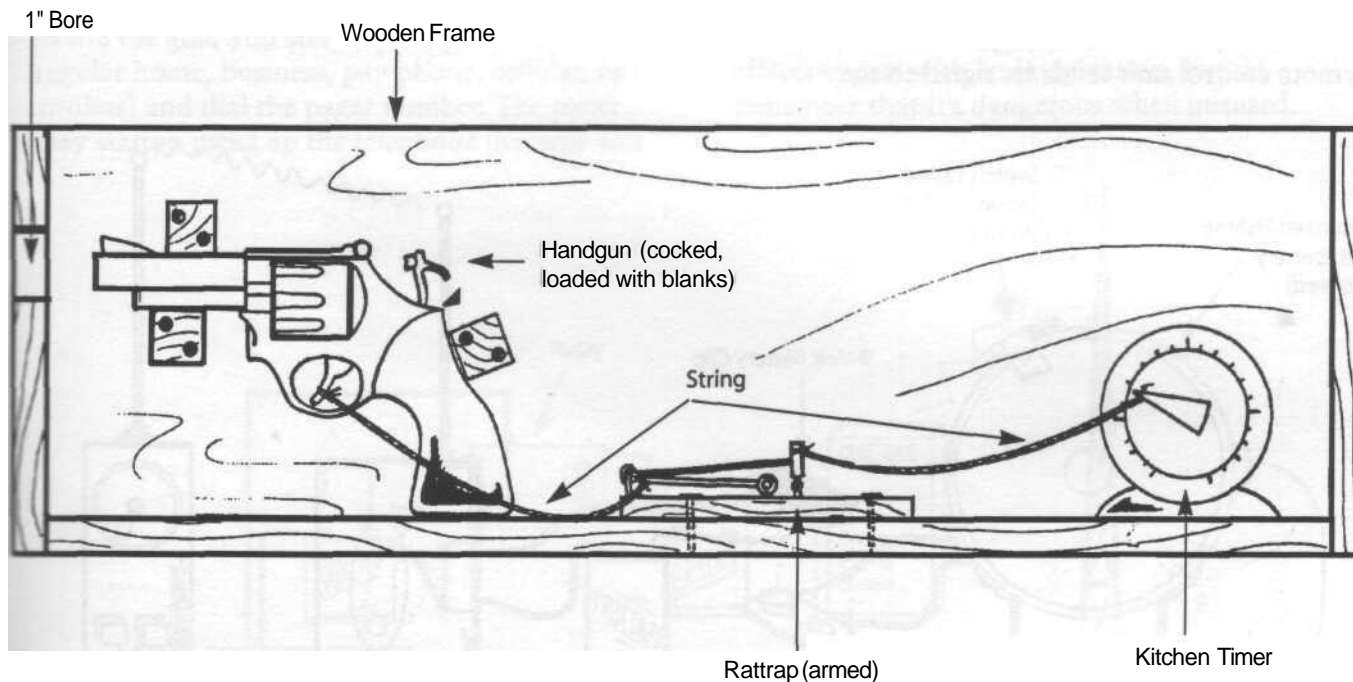 1" Bore
Wooden Frame
Handgun (cocked,
loaded with blanks)
String
Rattrap (armed)
Kitchen Timer